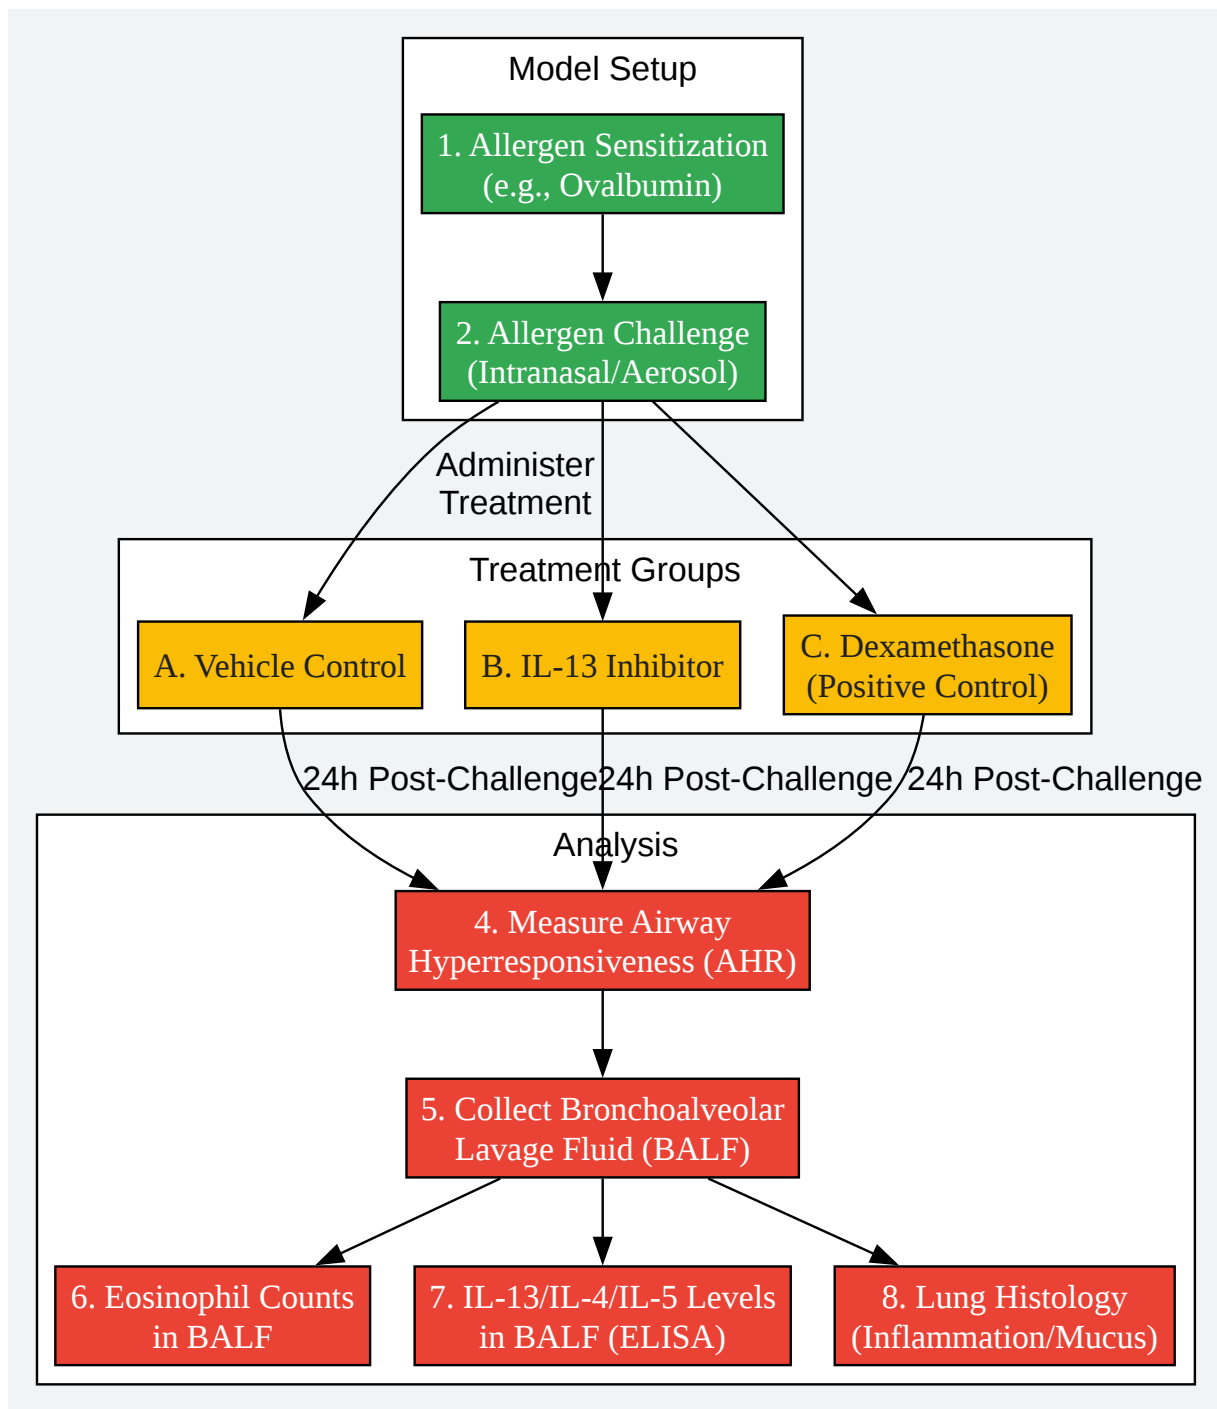 Model Setup
1. Allergen Sensitization
(e.g., Ovalbumin)
2. Allergen Challenge
(Intranasal/Aerosol)
Administer
Treatment
Treatment Groups
A. Vehicle Control
B. IL-13 Inhibitor
C. Dexamethasone
(Positive Control)
24h Post-Challenge
24h Post-Challenge
24h Post-Challenge
Analysis
4. Measure Airway
Hyperresponsiveness (AHR)
5. Collect Bronchoalveolar
Lavage Fluid (BALF)
6. Eosinophil Counts
in BALF
7. IL-13/IL-4/IL-5 Levels
in BALF (ELISA)
8. Lung Histology
(Inflammation/Mucus)